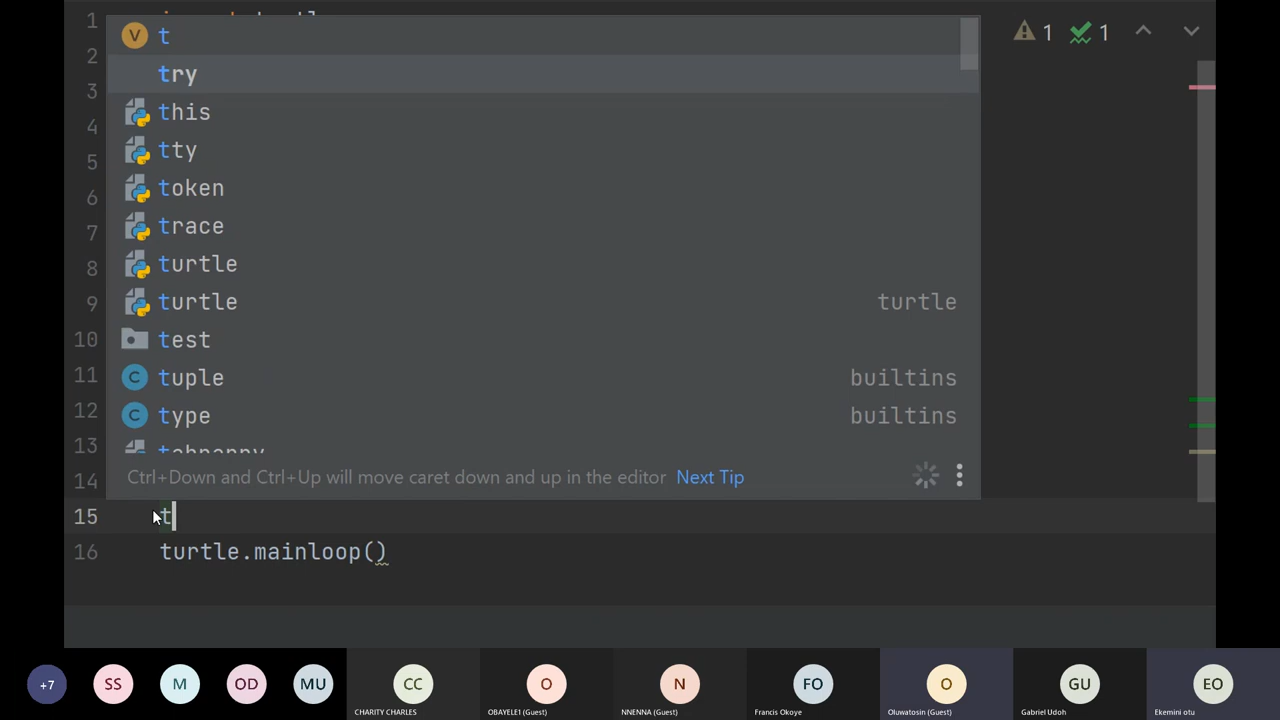 1
2
3
4
5
6
7
8
9
10
11
12
13
14
15
16
V t
try
this
tty
token
trace
turtle
turtle turtle
test
C tuple builtins
C type builtins
Ctrl+Down and Ctrl+Up will move caret down and up in the editor Next Tip
t
turtle.mainloop()
1 1
+7 SS M OD MU CC O N FO O GU EO
CHARITY CHARLES OBAYELE1 (Guest) NNENNA (Guest) Francis Okoye Oluwatosin (Guest) Gabriel Udoh Ekemini otu